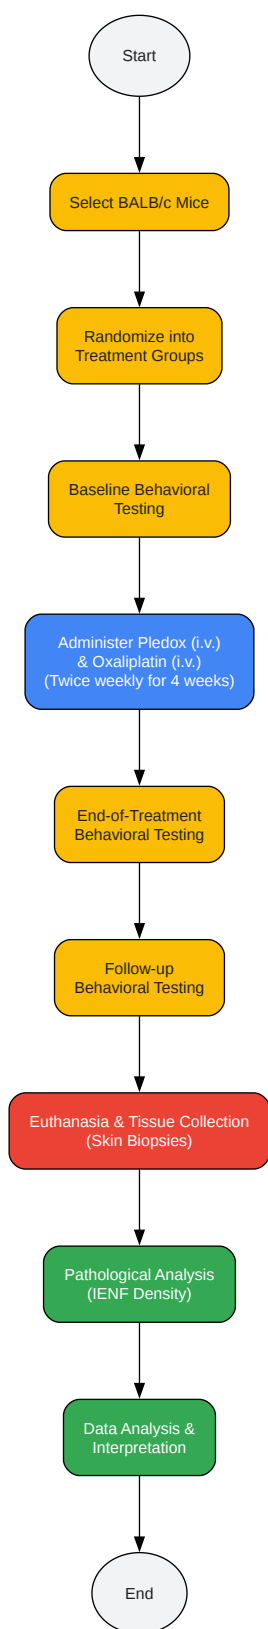 Start
Select BALB/c Mice
Randomize into
Treatment Groups
Baseline Behavioral
Testing
Administer Pledox (i.v.)
& Oxaliplatin (i.v.)
(Twice weekly for 4 weeks)
End-of-Treatment
Behavioral Testing
Follow-up
Behavioral Testing
Euthanasia & Tissue Collection
(Skin Biopsies)
Pathological Analysis
(IENF Density)
Data Analysis &
Interpretation
End